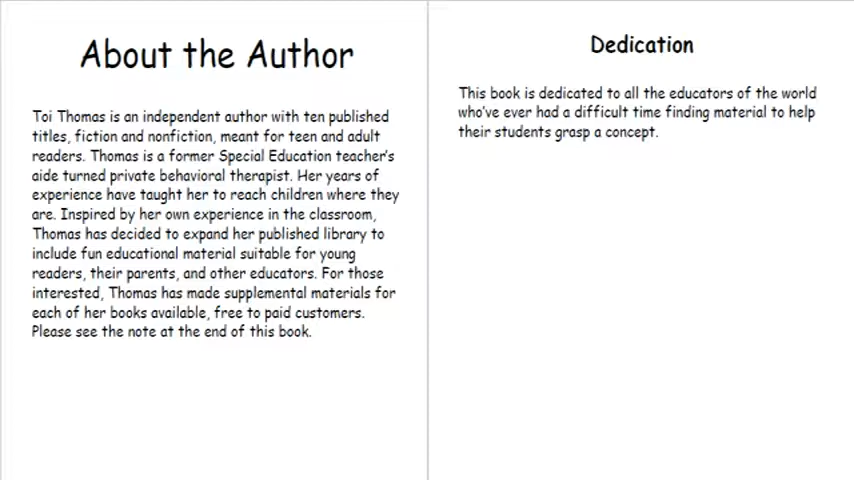 About the Author
Toi Thomas is an independent author with ten published
titles, fiction and nonfiction, meant for teen and adult
readers. Thomas is a former Special Education teacher's
aide turned private behavioral therapist. Her years of
experience have taught her to reach children where they
are. Inspired by her own experience in the classroom,
Thomas has decided to expand her published library to
include fun educational material suitable for young
readers, their parents, and other educators. For those
interested, Thomas has made supplemental materials for
each of her books available, free to paid customers.
Please see the note at the end of this book.
Dedication
This book is dedicated to all the educators of the world
who've ever had a difficult time finding material to help
their students grasp a concept.